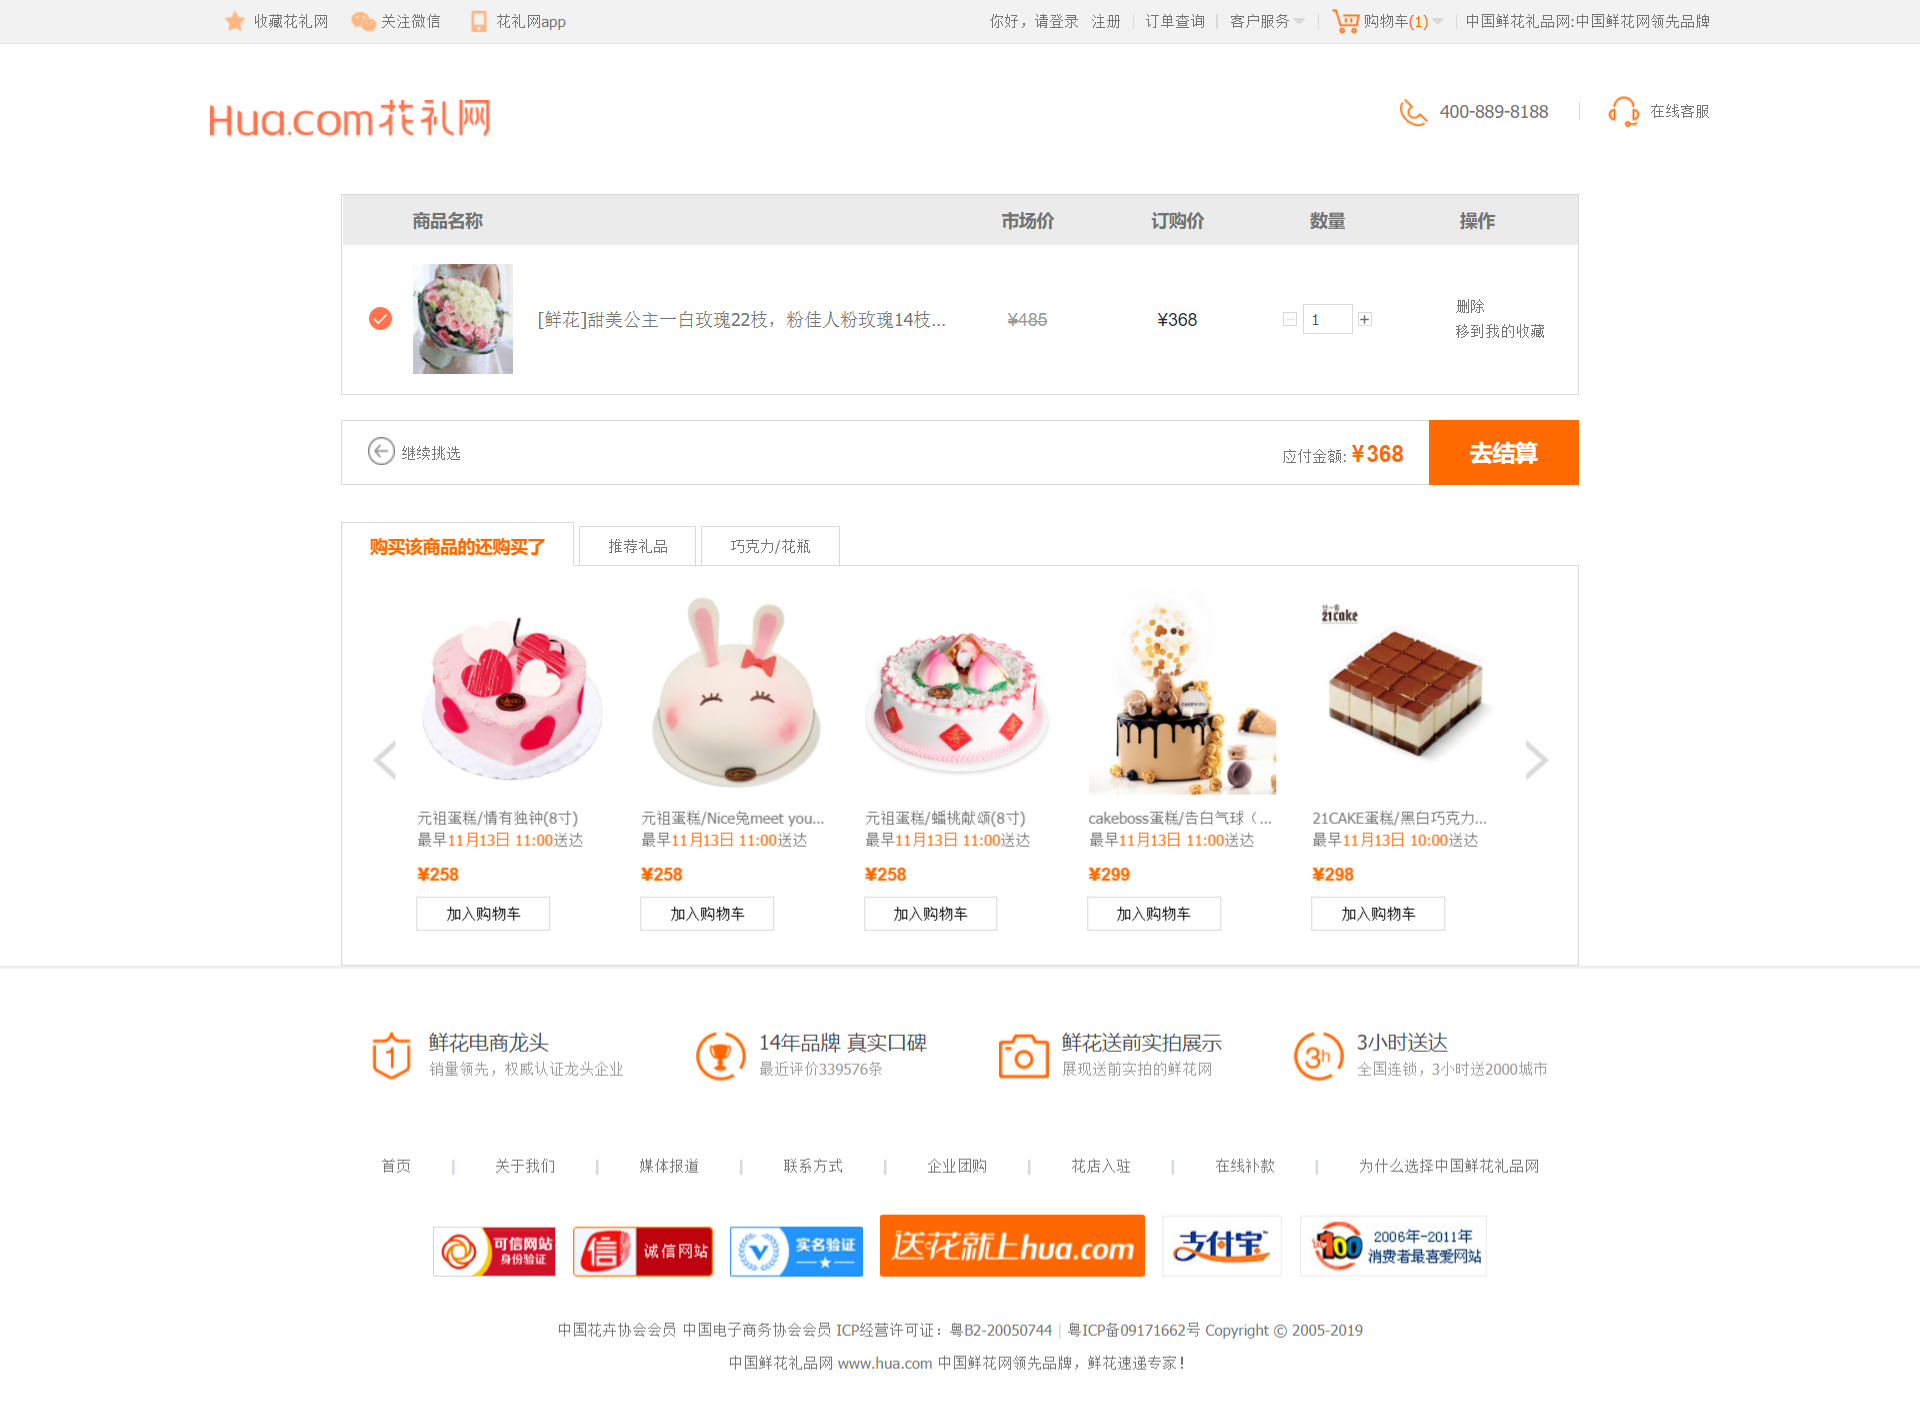 收藏花礼网 关注微信 花礼网app 你好，请登录 注册 订单查询 客户服务 购物车(1) 中国鲜花礼品网:中国鲜花网领先品牌
Hua.com花礼网 400-889-8188 在线客服
商品名称 市场价 订购价 数量 操作
[鲜花]甜美公主—白玫瑰22枝，粉佳人粉玫瑰14枝... ¥485 ¥368 1
删除
移到我的收藏
继续挑选 应付金额: ¥368 去结算
购买该商品的还购买了 推荐礼品 巧克力/花瓶
廿一客
21cake
元祖蛋糕/情有独钟(8寸) 元祖蛋糕/Nice兔meet you... 元祖蛋糕/蟠桃献颂(8寸) cakeboss蛋糕/告白气球（... 21CAKE蛋糕/黑白巧克力...
最早11月13日 11:00送达 最早11月13日 11:00送达 最早11月13日 11:00送达 最早11月13日 11:00送达 最早11月13日 10:00送达
¥258 ¥258 ¥258 ¥299 ¥298
加入购物车 加入购物车 加入购物车 加入购物车 加入购物车
1 鲜花电商龙头 14年品牌 真实口碑 鲜花送前实拍展示 3h 3小时送达
销量领先，权威认证龙头企业 最近评价339576条 展现送前实拍的鲜花网 全国连锁，3小时送2000城市
首页 | 关于我们 | 媒体报道 | 联系方式 | 企业团购 | 花店入驻 | 在线补款 | 为什么选择中国鲜花礼品网
可信网站 身份验证 信 诚信网站 实名验证 送花就上hua.com 支付宝 100 2006年-2011年 消费者最喜爱网站
中国花卉协会会员 中国电子商务协会会员 ICP经营许可证：粤B2-20050744 | 粤ICP备09171662号 Copyright © 2005-2019
中国鲜花礼品网 www.hua.com 中国鲜花网领先品牌，鲜花速递专家！